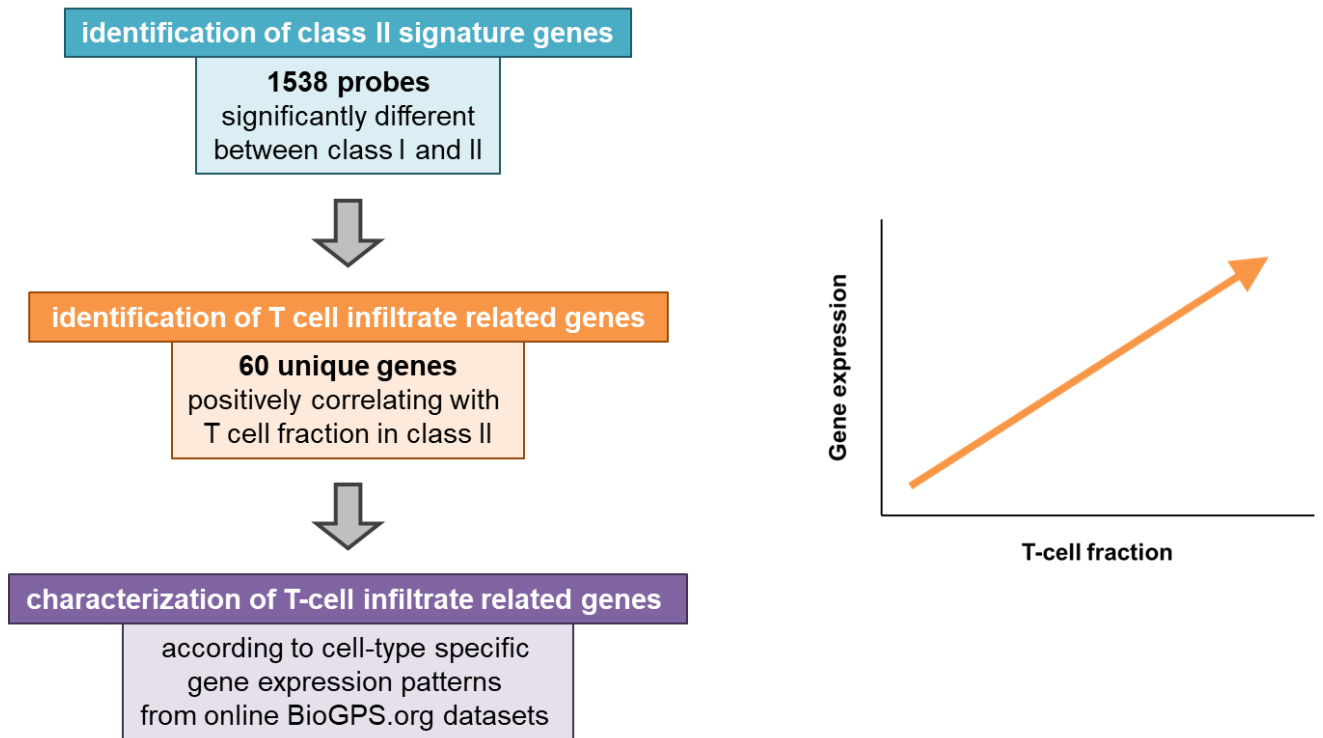 identification of class II signature genes
1538 probes
significantly different
between class I and II
identification of T cell infiltrate related genes
60 unique genes
positively correlating with
T cell fraction in class II
characterization of T-cell infiltrate related genes
according to cell-type specific
gene expression patterns
from online BioGPS.org datasets
Gene expression
T-cell fraction